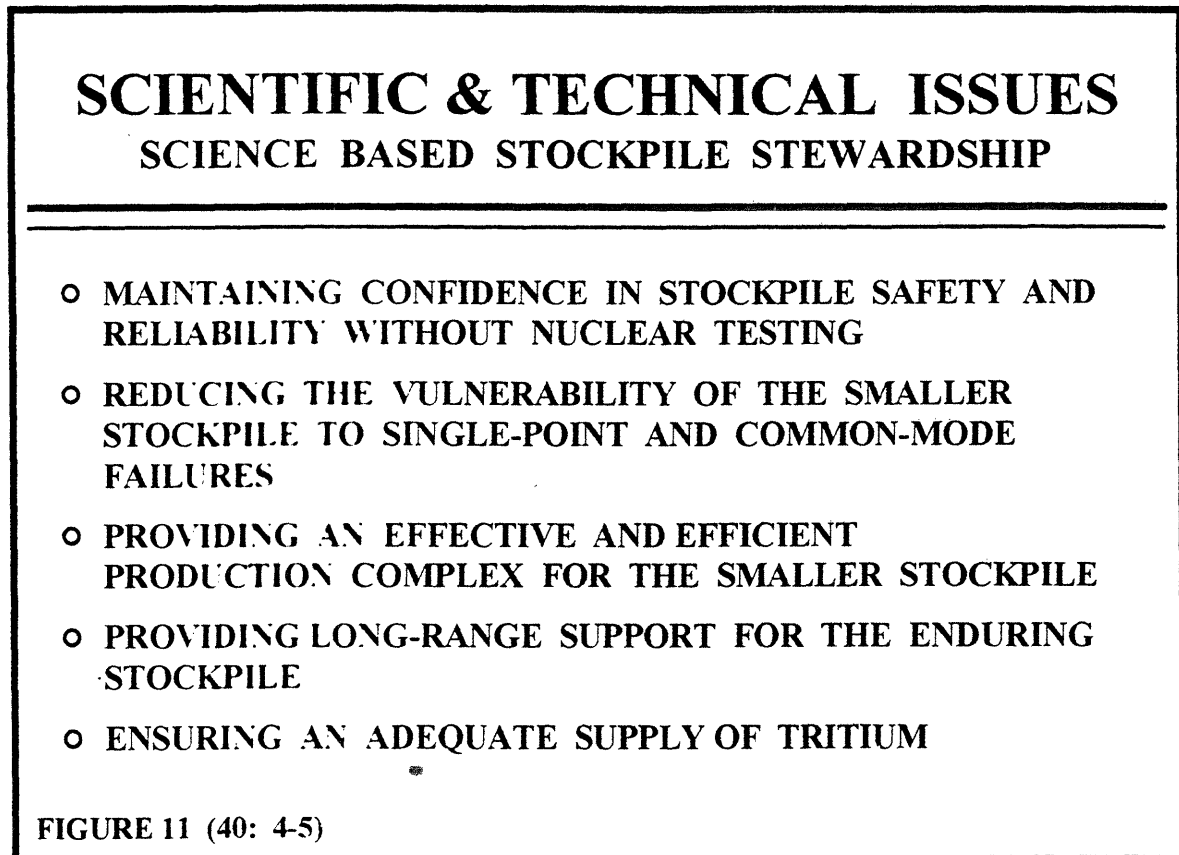 SCIENTIFIC & TECHNICAL ISSUES
SCIENCE BASED STOCKPILE STEWARDSHIP
o MAINTAINING CONFIDENCE IN STOCKPILE SAFETY AND
RELIABILITY WITHOUT NUCLEAR TESTING
o REDUCING THE VULNERABILITY OF THE SMALLER
STOCKPILE TO SINGLE-POINT AND COMMON-MODE
FAILURES
o PROVIDING AN EFFECTIVE AND EFFICIENT
PRODUCTION COMPLEX FOR THE SMALLER STOCKPILE
o PROVIDING LONG-RANGE SUPPORT FOR THE ENDURING
STOCKPILE
o ENSURING AN ADEQUATE SUPPLY OF TRITIUM
FIGURE 11 (40: 4-5)